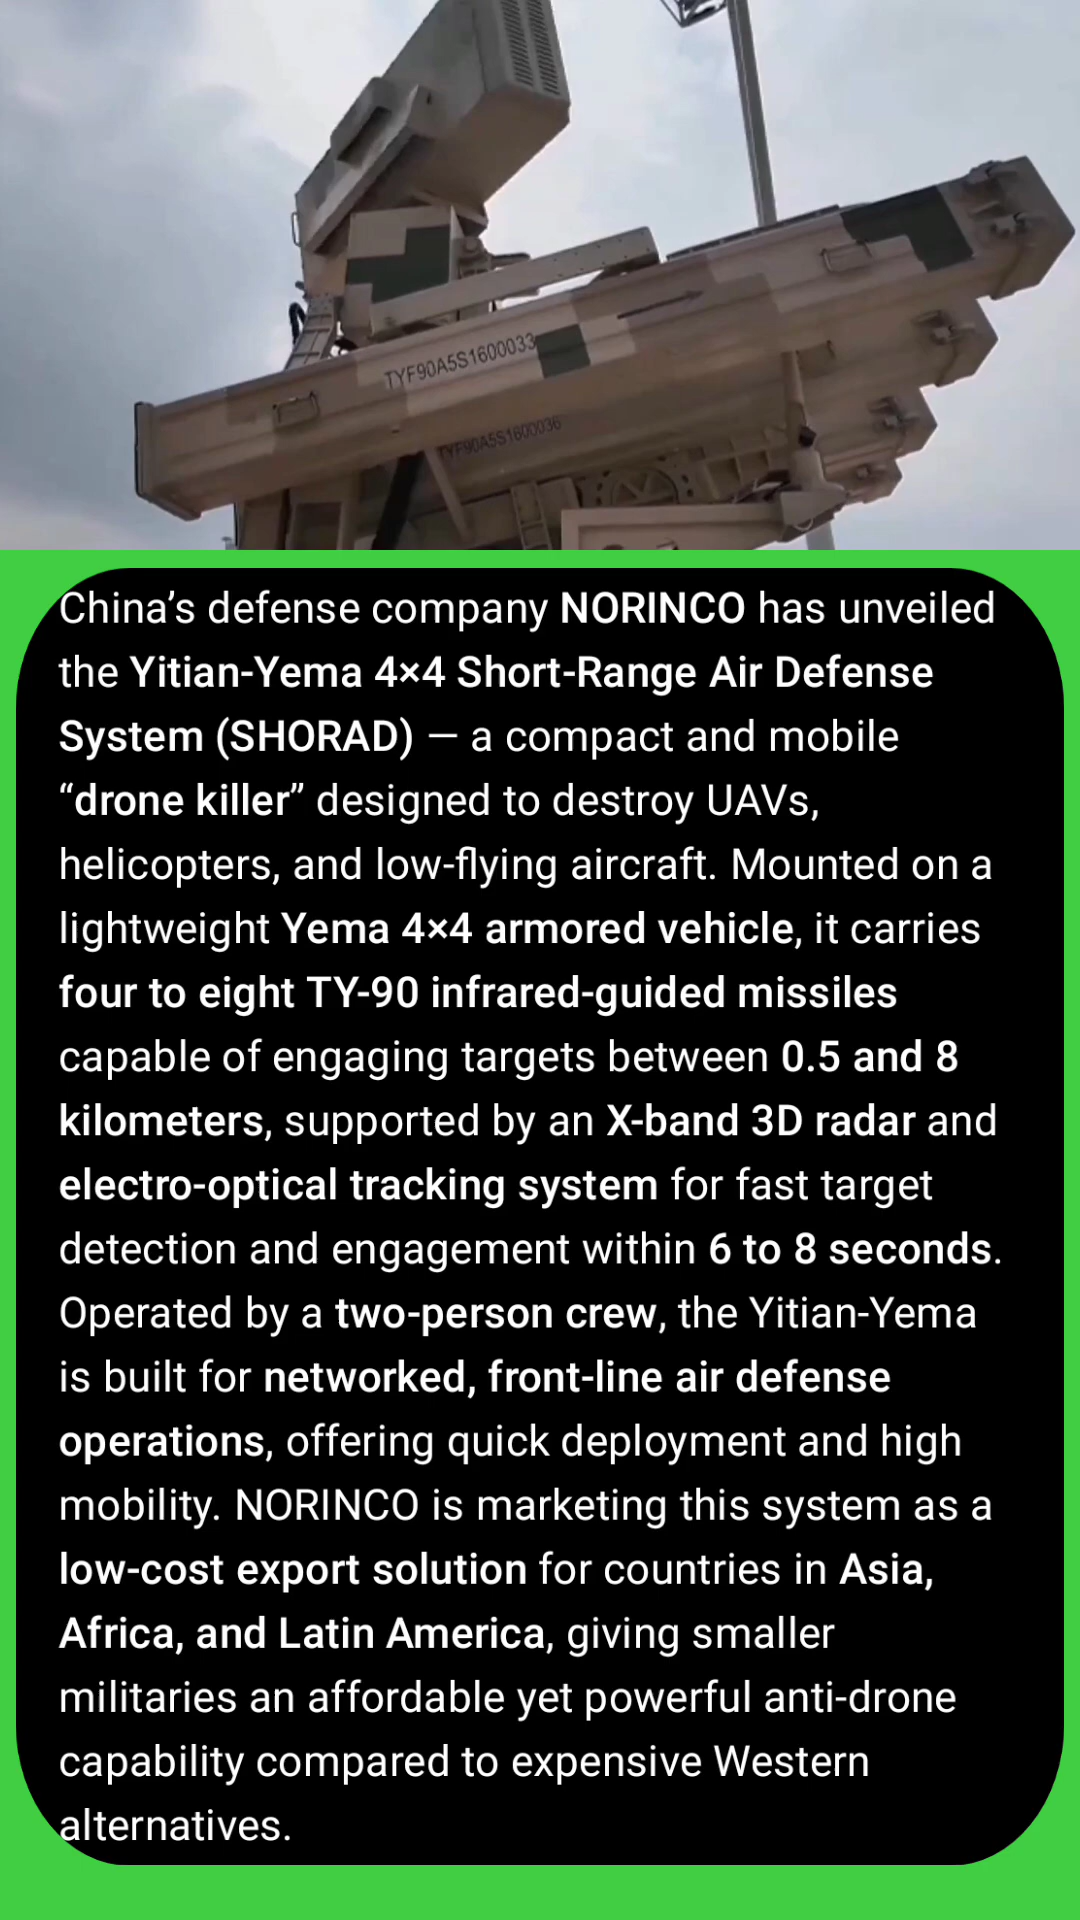 TYF90A5S1600033
TYF90A5S1600036
China’s defense company NORINCO has unveiled
the Yitian-Yema 4×4 Short-Range Air Defense
System (SHORAD) — a compact and mobile
“drone killer” designed to destroy UAVs,
helicopters, and low-flying aircraft. Mounted on a
lightweight Yema 4×4 armored vehicle, it carries
four to eight TY-90 infrared-guided missiles
capable of engaging targets between 0.5 and 8
kilometers, supported by an X-band 3D radar and
electro-optical tracking system for fast target
detection and engagement within 6 to 8 seconds.
Operated by a two-person crew, the Yitian-Yema
is built for networked, front-line air defense
operations, offering quick deployment and high
mobility. NORINCO is marketing this system as a
low-cost export solution for countries in Asia,
Africa, and Latin America, giving smaller
militaries an affordable yet powerful anti-drone
capability compared to expensive Western
alternatives.